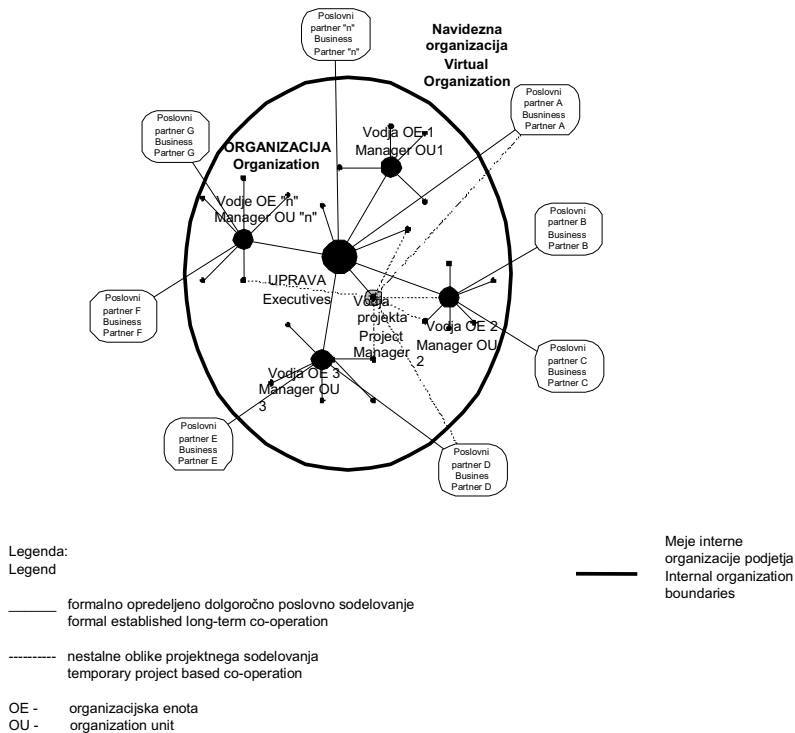 Poslovni
partner "n"
Business
Partner "n"
Navidezna
organizacija
Virtual
Organization
Poslovni
partner A
Business
Partner A
Poslovni
partner G
Business
Partner G
ORGANIZACIJA
Organization
Vodja OE 1
Manager OU1
Vodje OE "n"
Manager OU "n"
Poslovni
partner B
Business
Partner B
UPRAVA
Executives
Vodja
projekta
Project
Manager
Vodja OE 2
Manager OU
2
Poslovni
partner F
Business
Partner F
Vodja OE 3
Manager OU
3
Poslovni
partner C
Business
Partner C
Poslovni
partner E
Business
Partner E
Poslovni
partner D
Busines
Partner D
Legenda:
Legend
formalno opredeljeno dolgoročno poslovno sodelovanje
formal established long-term co-operation
nestalne oblike projektnega sodelovanja
temporary project based co-operation
OE - organizacijska enota
OU - organization unit
Meje interne
organizacije podjetja
Internal organization
boundaries